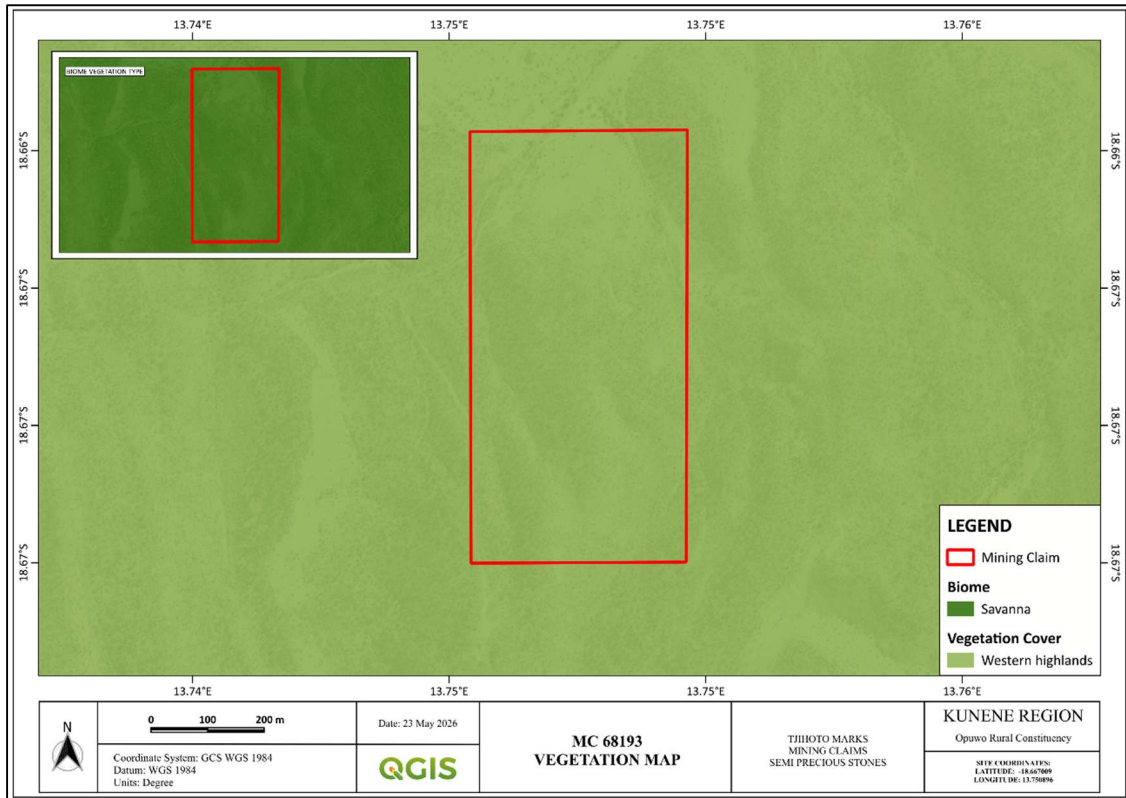 13.74°E
13.75°E
13.75°E
13.76°E
BIOME VEGETATION TYPE
18.66°S
18.66°S
18.67°S
18.67°S
18.67°S
18.67°S
18.67°S
18.67°S
LEGEND
Mining Claim
Biome
Savanna
Vegetation Cover
Western highlands
13.74°E
13.75°E
13.75°E
13.76°E
N
0 100 200 m
Coordinate System: GCS WGS 1984
Datum: WGS 1984
Units: Degree
Date: 23 May 2026
QGIS
MC 68193
VEGETATION MAP
TJIHOTO MARKS
MINING CLAIMS
SEMI PRECIOUS STONES
KUNENE REGION
Opuwo Rural Constituency
SITE COORDINATES:
LATITUDE: -18.667009
LONGITUDE: 13.750896